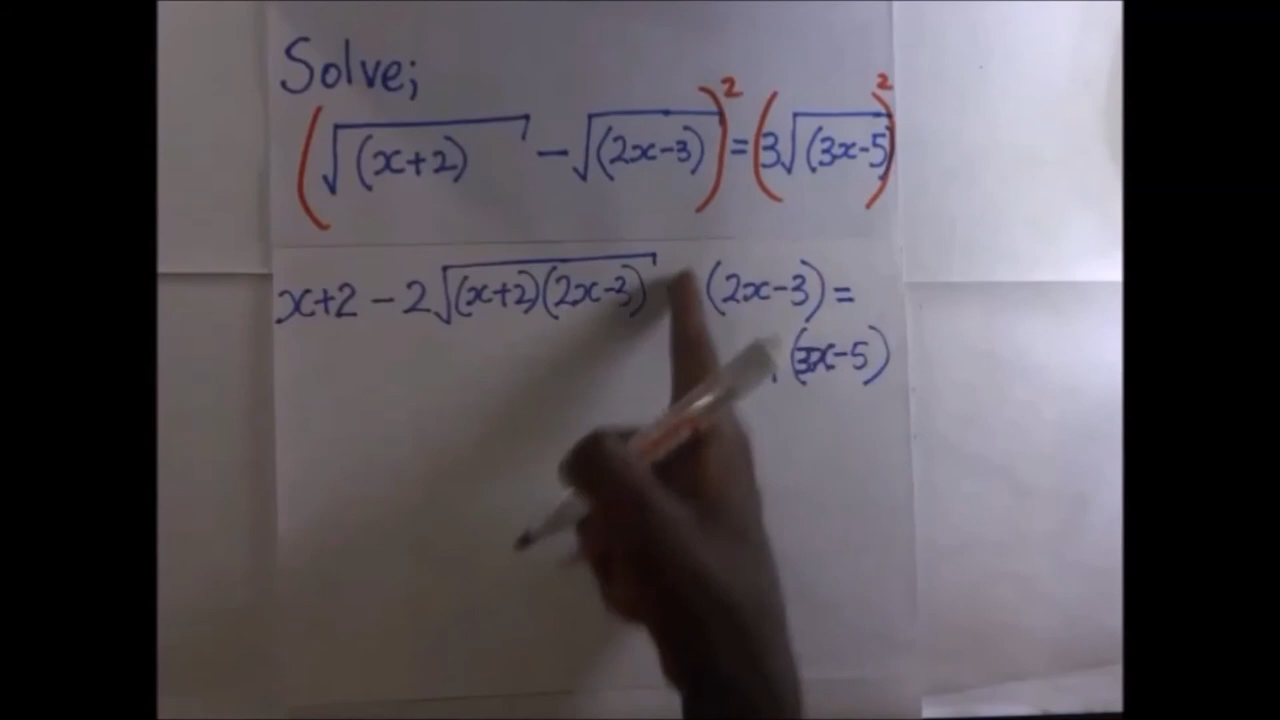 Solve;
(√(x+2) - √(2x-3))² = (3√(3x-5))²
x+2 - 2√(x+2)(2x-3) (2x-3) =
(3x-5)